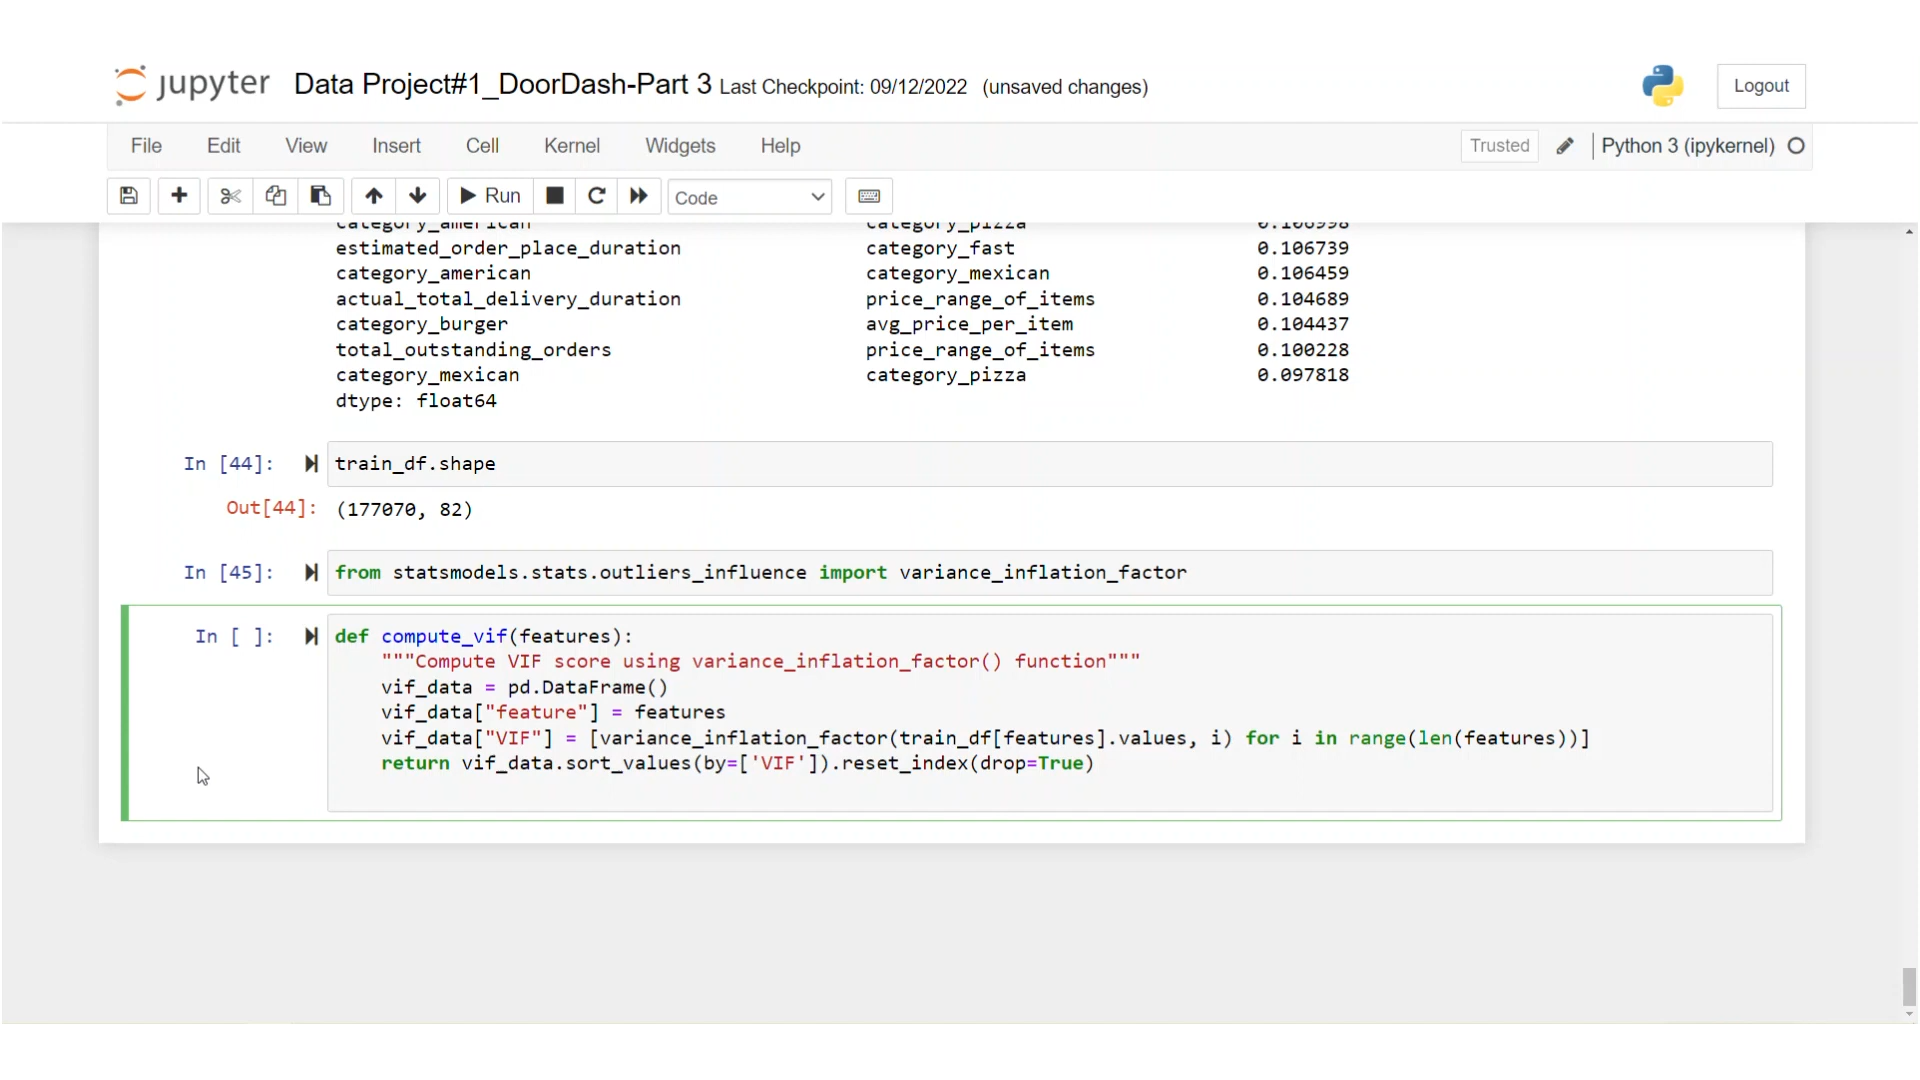 jupyter Data Project#1_DoorDash-Part 3 Last Checkpoint: 09/12/2022 (unsaved changes) Logout
File Edit View Insert Cell Kernel Widgets Help Trusted Python 3 (ipykernel)
Run Code
category_american category_pizza 0.106998
estimated_order_place_duration category_fast 0.106739
category_american category_mexican 0.106459
actual_total_delivery_duration price_range_of_items 0.104689
category_burger avg_price_per_item 0.104437
total_outstanding_orders price_range_of_items 0.100228
category_mexican category_pizza 0.097818
dtype: float64
In [44]: train_df.shape
Out[44]: (177070, 82)
In [45]: from statsmodels.stats.outliers_influence import variance_inflation_factor
In [ ]: def compute_vif(features):
"""Compute VIF score using variance_inflation_factor() function"""
vif_data = pd.DataFrame()
vif_data["feature"] = features
vif_data["VIF"] = [variance_inflation_factor(train_df[features].values, i) for i in range(len(features))]
return vif_data.sort_values(by=['VIF']).reset_index(drop=True)